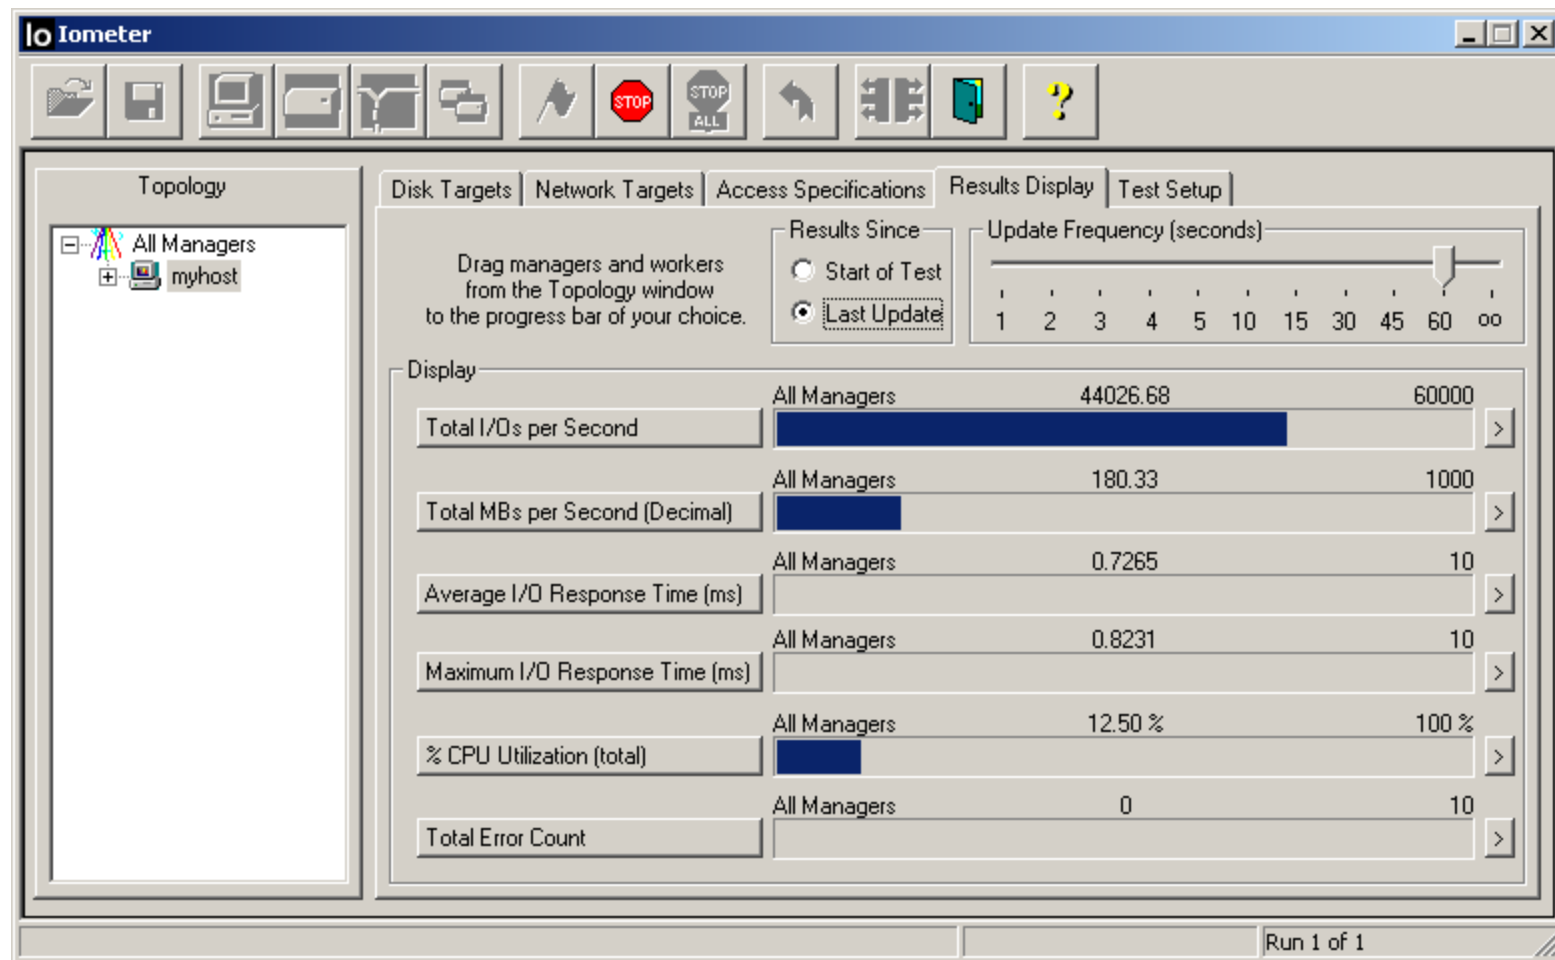 Io Iometer
STOP
STOP
ALL
Topology
All Managers
myhost
Disk Targets
Network Targets
Access Specifications
Results Display
Test Setup
Drag managers and workers
from the Topology window
to the progress bar of your choice.
Results Since
Start of Test
Last Update
Update Frequency (seconds)
1 2 3 4 5 10 15 30 45 60 oo
Display
All Managers 44026.68 60000
Total I/Os per Second >
All Managers 180.33 1000
Total MBs per Second (Decimal) >
All Managers 0.7265 10
Average I/O Response Time (ms) >
All Managers 0.8231 10
Maximum I/O Response Time (ms) >
All Managers 12.50 % 100 %
% CPU Utilization (total) >
All Managers 0 10
Total Error Count >
Run 1 of 1